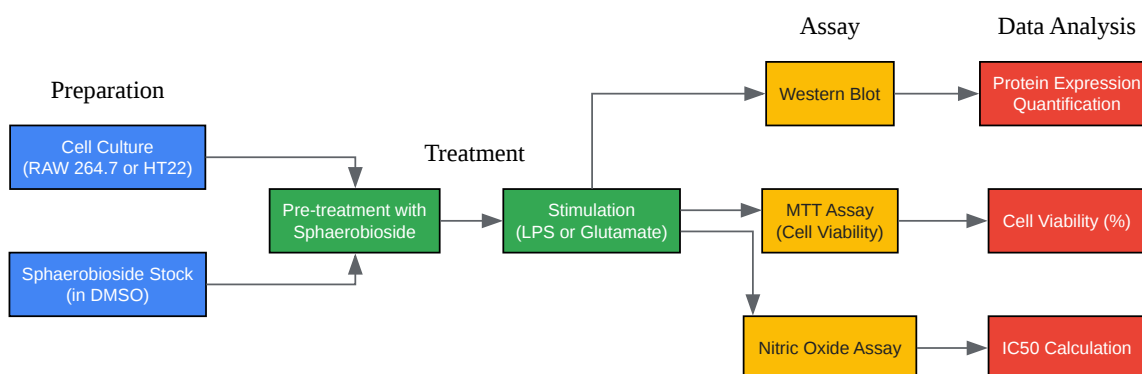 Preparation
Cell Culture
(RAW 264.7 or HT22)
Sphaerobioside Stock
(in DMSO)
Treatment
Pre-treatment with
Sphaerobioside
Stimulation
(LPS or Glutamate)
Assay
Western Blot
MTT Assay
(Cell Viability)
Nitric Oxide Assay
Data Analysis
Protein Expression
Quantification
Cell Viability (%)
IC50 Calculation